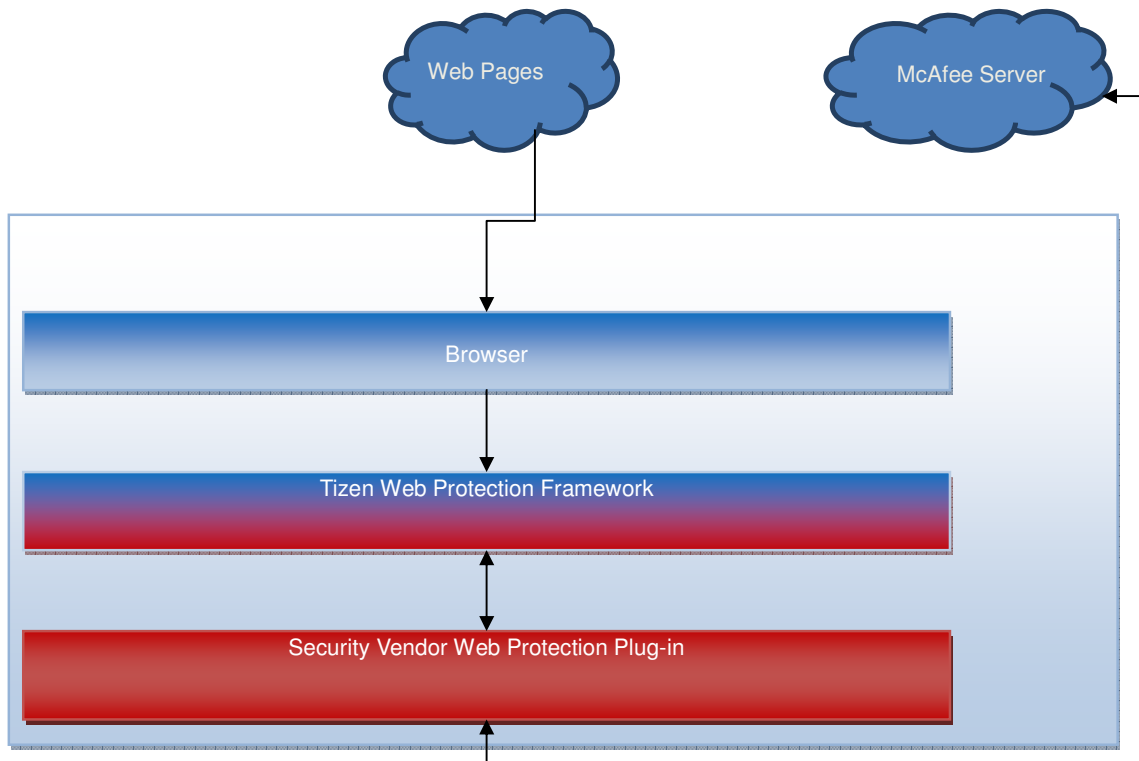 Web Pages
McAfee Server
Browser
Tizen Web Protection Framework
Security Vendor Web Protection Plug-in